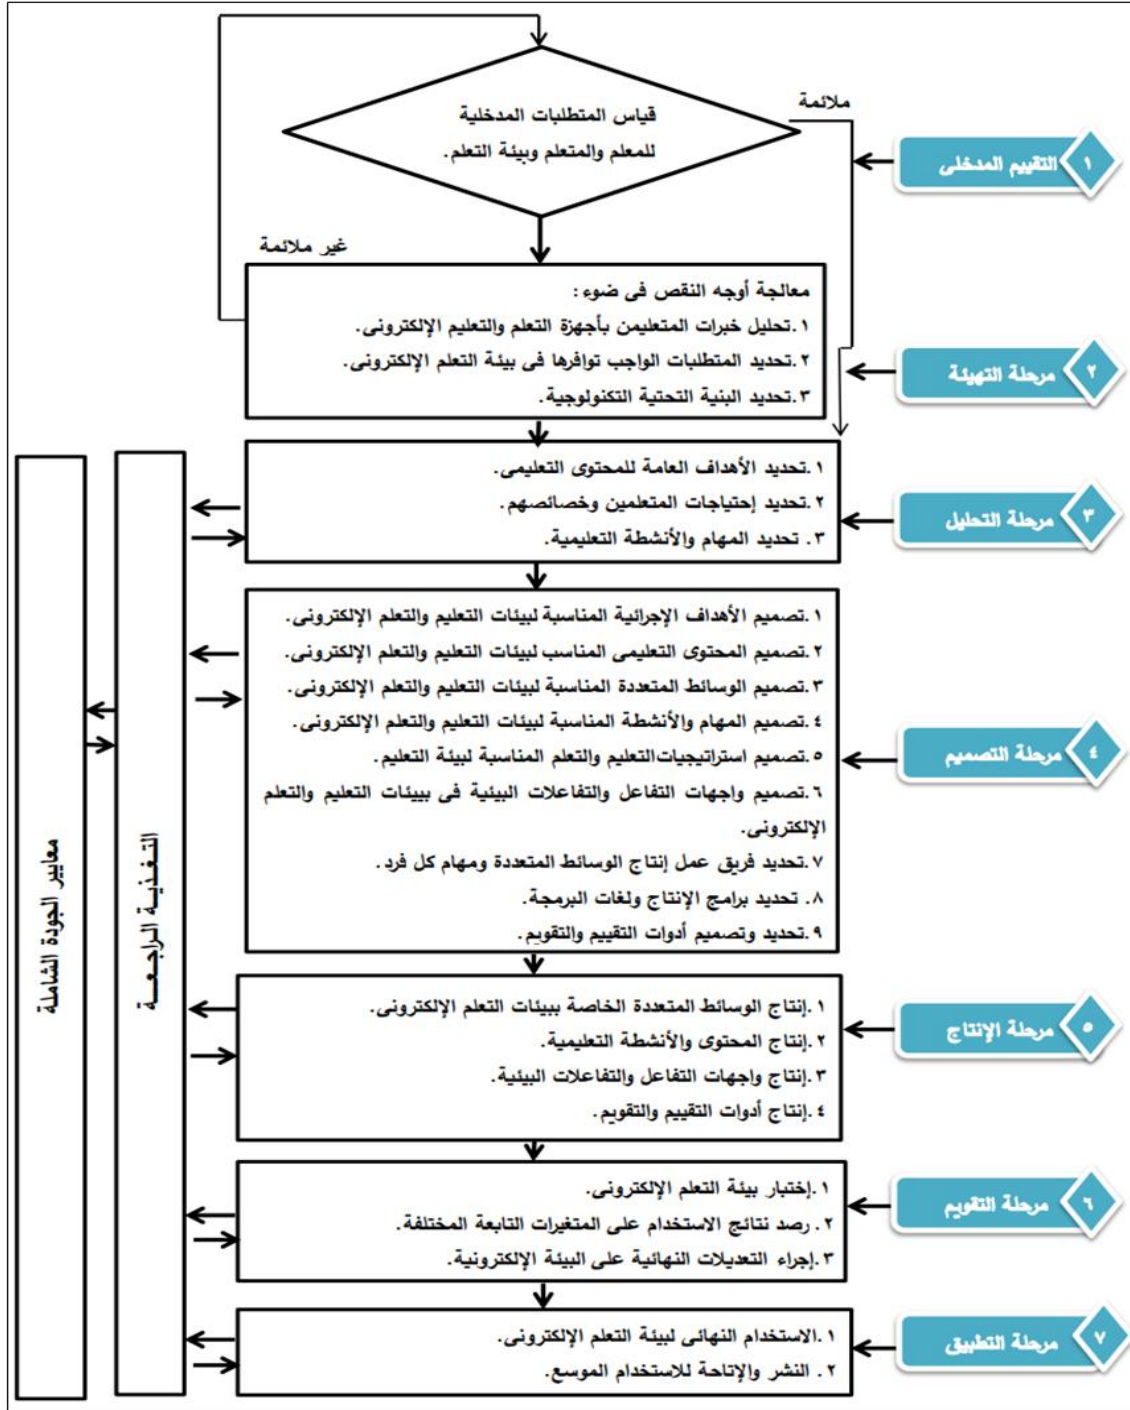 قياس المتطلبات المدخلية
للمعلم والمتعلم وبيئة التعلم.
ملائمة
١
التقييم المدخلى
غير ملائمة
معالجة أوجه النقص فى ضوء:
١.تحليل خبرات المتعليمن بأجهزة التعلم والتعليم الإلكترونى.
٢.تحديد المتطلبات الواجب توافرها فى بيئة التعلم الإلكترونى.
٣.تحديد البنية التحتية التكنولوجية.
٢
مرحلة التهيئة
١.تحديد الأهداف العامة للمحتوى التعليمى.
٢.تحديد إحتياجات المتعلمين وخصائصهم.
٣. تحديد المهام والأنشطة التعليمية.
٣
مرحلة التحليل
١.تصميم الأهداف الإجرائية المناسبة لبيئات التعليم والتعلم الإلكترونى.
٢.تصميم المحتوى التعليمى المناسب لبيئات التعليم والتعلم الإلكترونى.
٣.تصميم الوسائط المتعددة المناسبة لبيئات التعليم والتعلم الإلكترونى.
٤.تصميم المهام والأنشطة المناسبة لبيئات التعليم والتعلم الإلكترونى.
٥.تصميم استراتيجيات التعليم والتعلم المناسبة لبيئة التعليم.
٦.تصميم واجهات التفاعل والتفاعلات البيئية فى بيبئات التعليم والتعلم
الإلكترونى.
٧.تحديد فريق عمل إنتاج الوسائط المتعددة ومهام كل فرد.
٨. تحديد برامج الإنتاج ولغات البرمجة.
٩.تحديد وتصميم أدوات التقييم والتقويم.
٤
مرحلة التصميم
١.إنتاج الوسائط المتعددة الخاصة ببيئات التعلم الإلكترونى.
٢.إنتاج المحتوى والأنشطة التعليمية.
٣.إنتاج واجهات التفاعل والتفاعلات البيئية.
٤.إنتاج أدوات التقييم والتقويم.
٥
مرحلة الإنتاج
١.إختبار بيئة التعلم الإلكترونى.
٢. رصد نتائج الاستخدام على المتغيرات التابعة المختلفة.
٣.إجراء التعديلات النهائية على البيئة الإلكترونية.
٦
مرحلة التقويم
١.الاستخدام النهائى لبيئة التعلم الإلكترونى.
٢. النشر والإتاحة للاستخدام الموسع.
٧
مرحلة التطبيق
التـغـذيـة الـراجـعـــة
معايير الجودة الشاملة